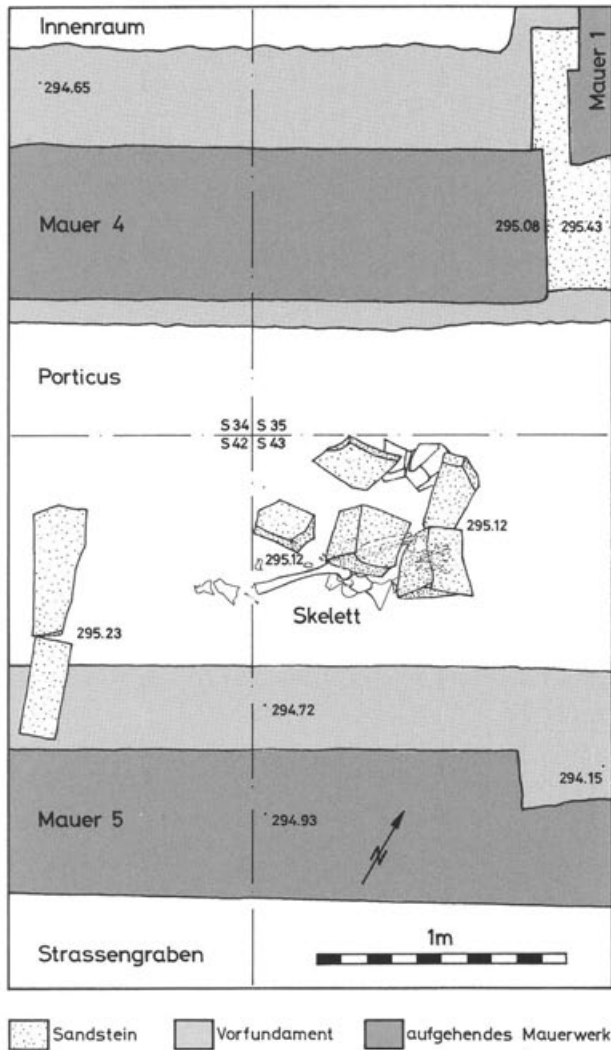 Innenraum
Mauer 1
294.65
Mauer 4
295.08
295.43
Porticus
S 34 S 35
S 42 S 43
295.12
295.12
Skelett
295.23
294.72
294.15
Mauer 5
294.93
N
Strassengraben
1m
Sandstein
Vorfundament
aufgehendes Mauerwerk